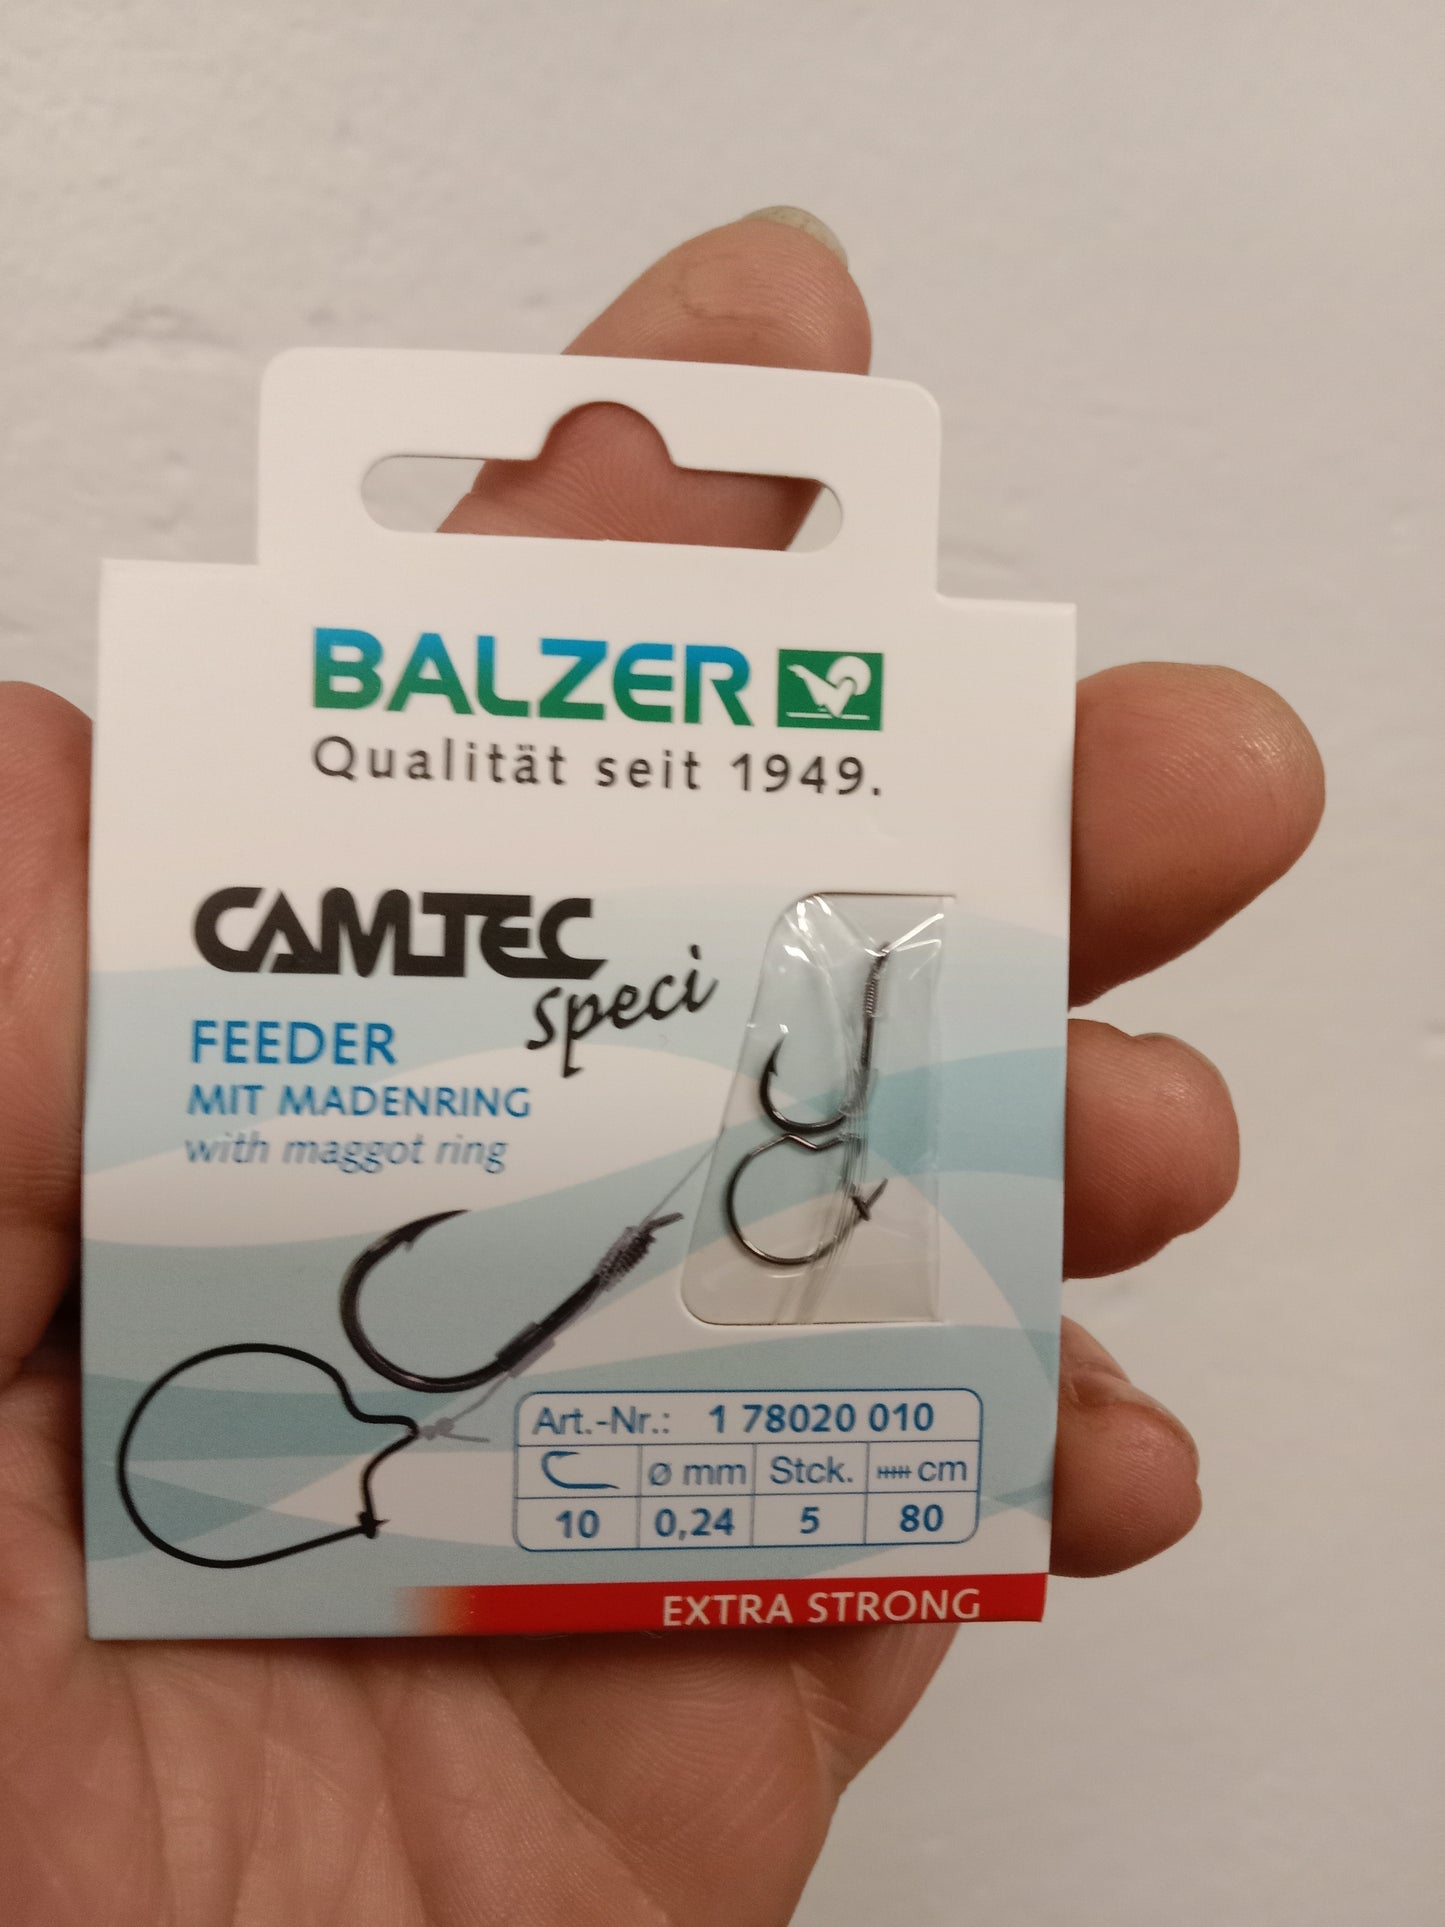 BALZER
Qualität seit 1949.
CAMTEC
speci
FEEDER
MIT MADENRING
with maggot ring
Art.-Nr.: 1 78020 010
ø mm Stck. cm
10 0,24 5 80
EXTRA STRONG